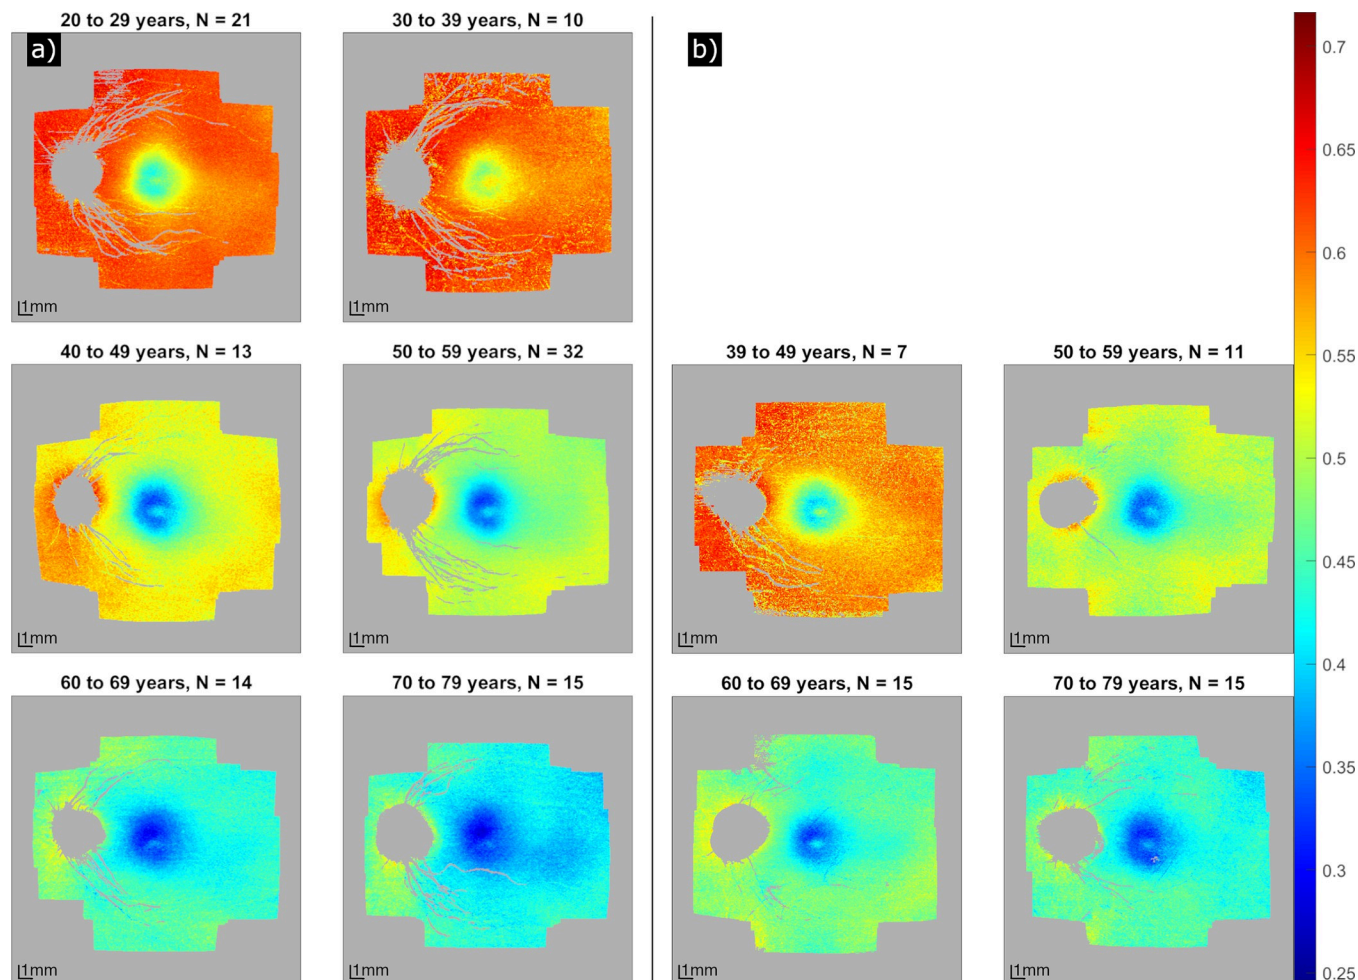 20 to 29 years, N = 21
30 to 39 years, N = 10
a)
b)
1mm
1mm
40 to 49 years, N = 13
50 to 59 years, N = 32
39 to 49 years, N = 7
50 to 59 years, N = 11
1mm
1mm
1mm
1mm
60 to 69 years, N = 14
70 to 79 years, N = 15
60 to 69 years, N = 15
70 to 79 years, N = 15
1mm
1mm
1mm
1mm
0.7
0.65
0.6
0.55
0.5
0.45
0.4
0.35
0.3
0.25